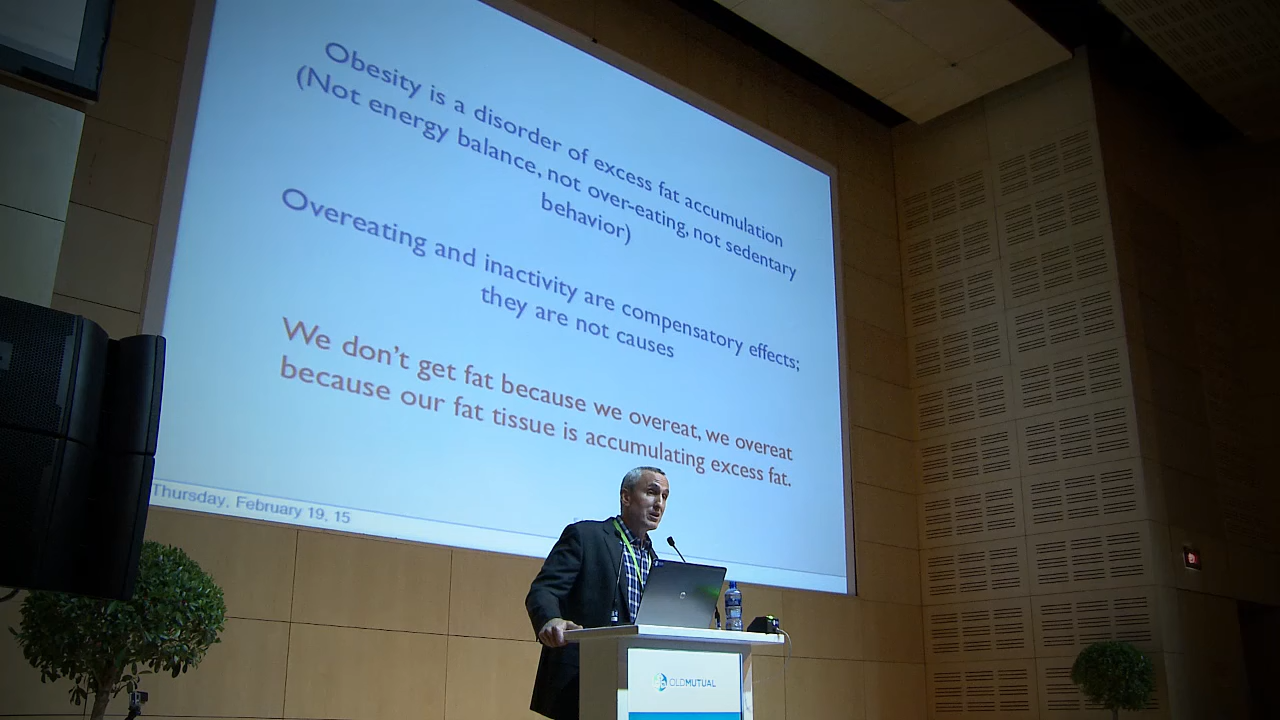 Obesity is a disorder of excess fat accumulation
(Not energy balance, not over-eating, not sedentary
behavior)
Overeating and inactivity are compensatory effects;
they are not causes
We don't get fat because we overeat, we overeat
because our fat tissue is accumulating excess fat.
Thursday, February 19, 15
OLDMUTUAL